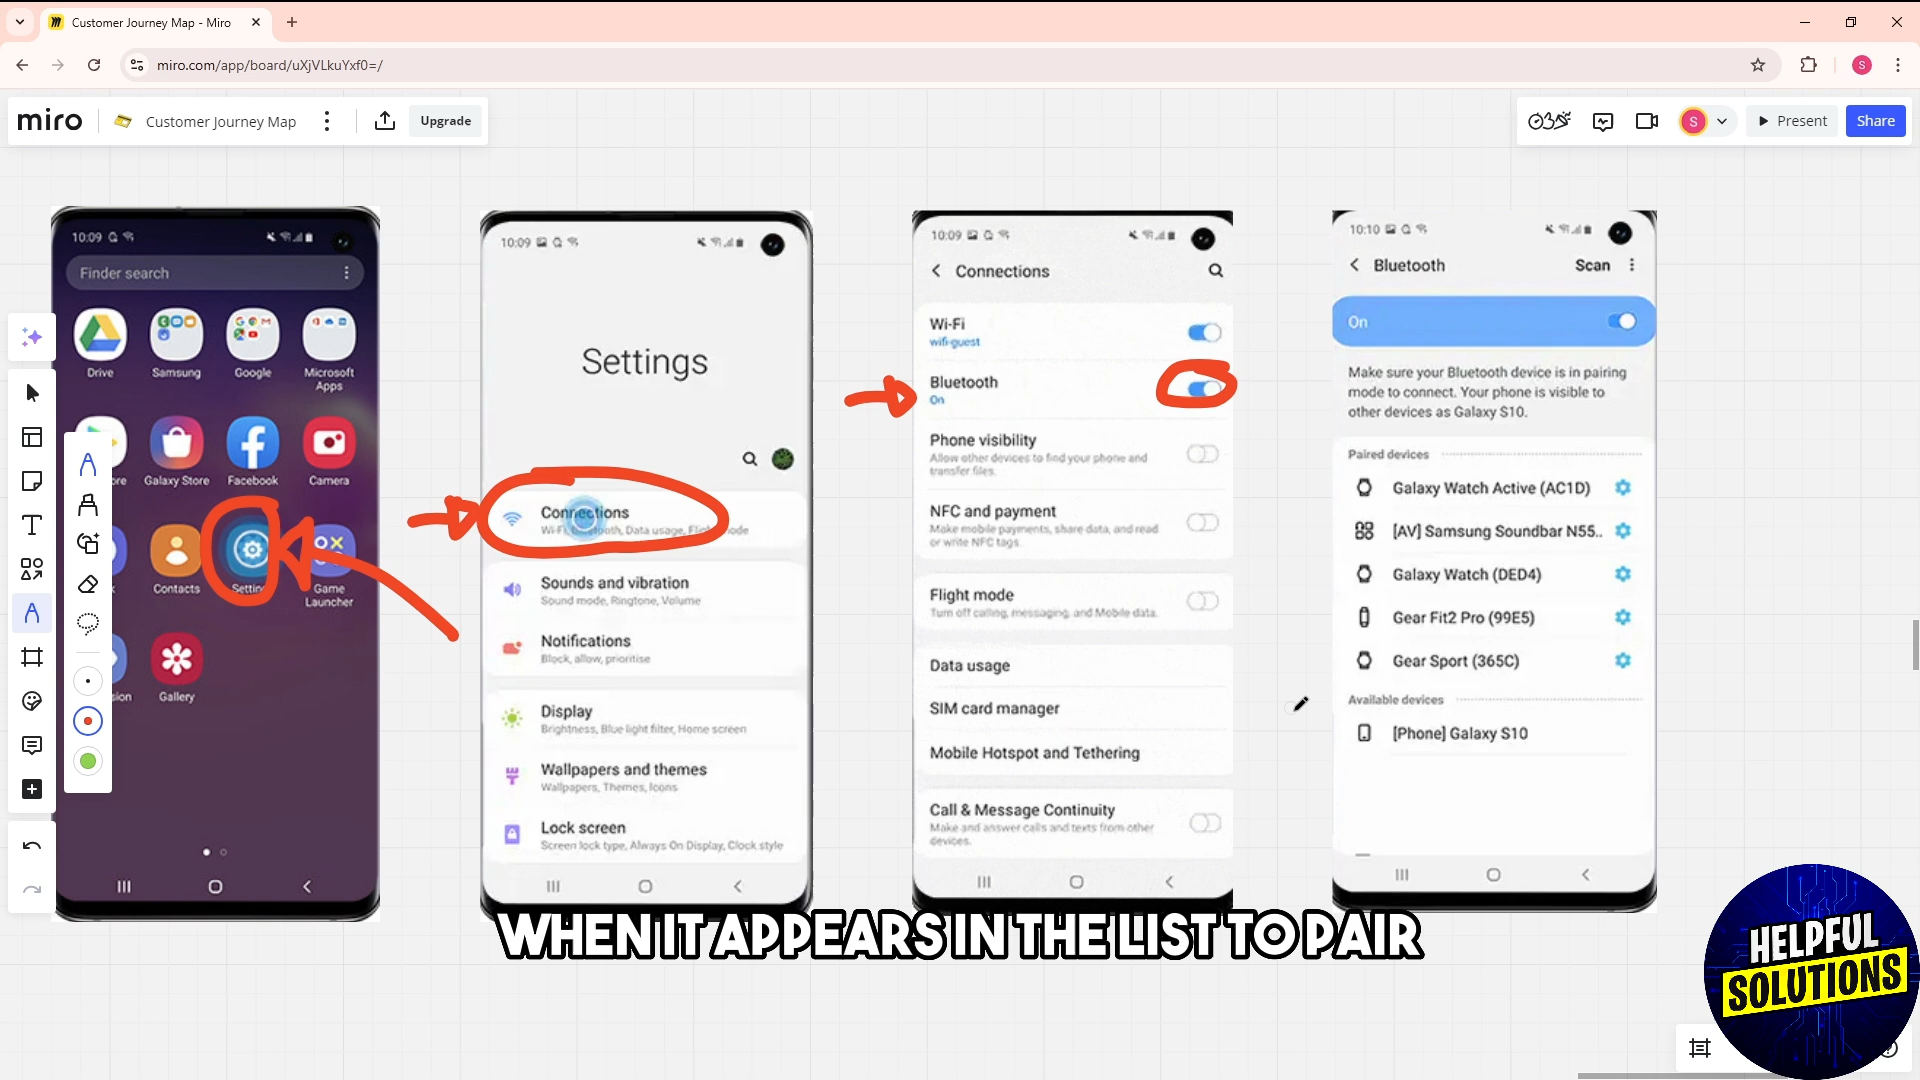 Customer Journey Map - Miro
miro.com/app/board/uXjVLkuYxf0=/
miro
Customer Journey Map
Upgrade
S
Present
Share
10:09
Finder search
Drive
Samsung
Google
Microsoft
Apps
Galaxy Store
Facebook
Camera
Contacts
Game
Launcher
Gallery
10:09
Settings
Connections
Sounds and vibration
Sound mode, Ringtone, Volume
Notifications
Block, allow, prioritise
Display
Brightness, Blue light filter, Home screen
Wallpapers and themes
Wallpapers, Themes, Icons
Lock screen
Screen lock type, Always On Display, Clock style
10:09
Connections
Wi-Fi
wifi-guest
Bluetooth
On
Phone visibility
Allow other devices to find your phone and
transfer files.
NFC and payment
Make mobile payments, share data, and read
or write NFC tags.
Flight mode
Turn off calling, messaging, and Mobile data.
Data usage
SIM card manager
Mobile Hotspot and Tethering
Call & Message Continuity
Make and answer calls and texts from other
devices.
10:10
Bluetooth
Scan
On
Make sure your Bluetooth device is in pairing
mode to connect. Your phone is visible to
other devices as Galaxy S10.
Paired devices
Galaxy Watch Active (AC1D)
[AV] Samsung Soundbar N55..
Galaxy Watch (DED4)
Gear Fit2 Pro (99E5)
Gear Sport (365C)
Available devices
[Phone] Galaxy S10
WHEN IT APPEARS IN THE LIST TO PAIR
HELPFUL
SOLUTIONS